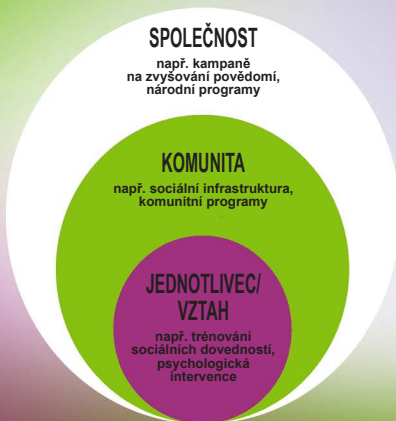 SPOLEČNOST
např. kampaně
na zvyšování povědomí,
národní programy
KOMUNITA
např. sociální infrastruktura,
komunitní programy
JEDNOTLIVEC/
VZTAH
např. trénování
sociálních dovedností,
psychologická
intervence